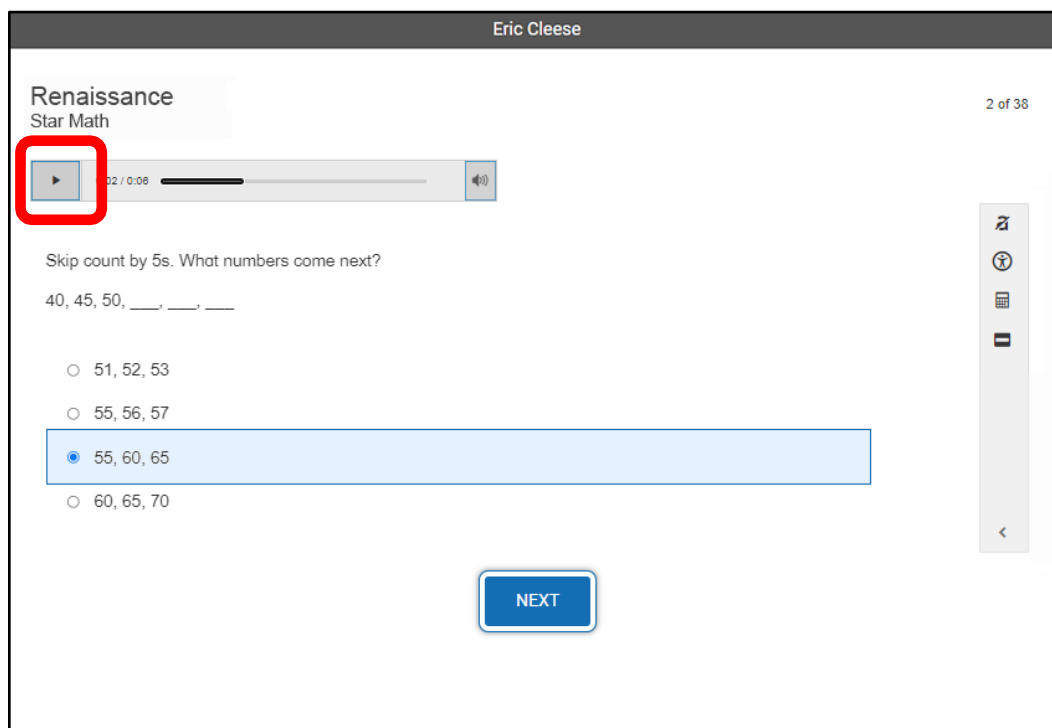 Eric Cleese
Renaissance
2 of 38
Star Math
02 / 0:06
Skip count by 5s. What numbers come next?
40, 45, 50, ___, ___, ___
51, 52, 53
55, 56, 57
55, 60, 65
60, 65, 70
NEXT